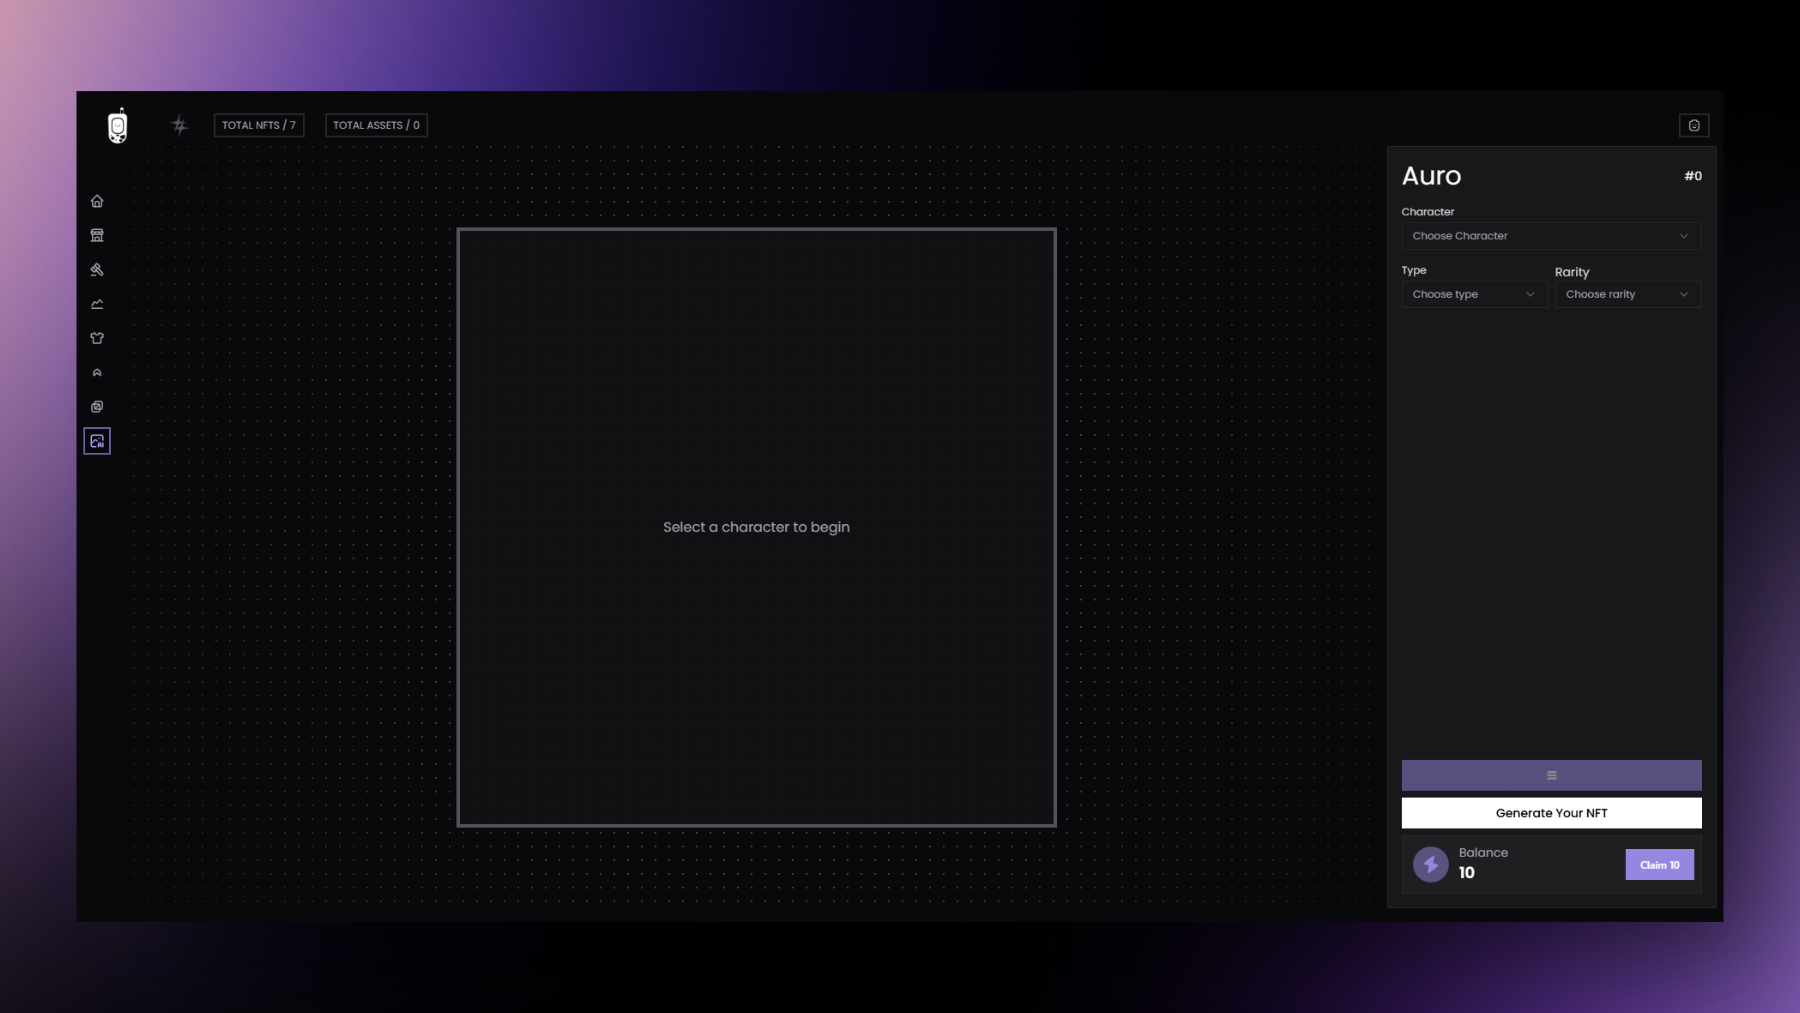 TOTAL NFTS / 7
TOTAL ASSETS / 0
Auro
#0
Character
Choose Character
Type
Rarity
Choose type
Choose rarity
Select a character to begin
Generate Your NFT
Balance
10
Claim 10
AI